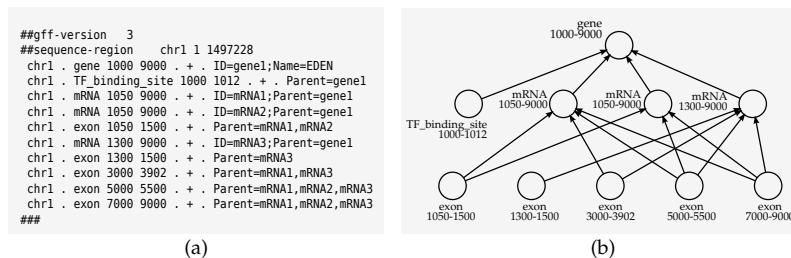 ##gff-version 3
##sequence-region chr1 1 1497228
chr1 . gene 1000 9000 . + . ID=gene1;Name=EDEN
chr1 . TF_binding_site 1000 1012 . + . Parent=gene1
chr1 . mRNA 1050 9000 . + . ID=mRNA1;Parent=gene1
chr1 . mRNA 1050 9000 . + . ID=mRNA2;Parent=gene1
chr1 . exon 1050 1500 . + . Parent=mRNA1,mRNA2
chr1 . mRNA 1300 9000 . + . ID=mRNA3;Parent=gene1
chr1 . exon 1300 1500 . + . Parent=mRNA3
chr1 . exon 3000 3902 . + . Parent=mRNA1,mRNA3
chr1 . exon 5000 5500 . + . Parent=mRNA1,mRNA2,mRNA3
chr1 . exon 7000 9000 . + . Parent=mRNA1,mRNA2,mRNA3
###
(a)
gene
1000-9000
mRNA
1050-9000
mRNA
1050-9000
mRNA
1300-9000
TF_binding_site
1000-1012
exon
1050-1500
exon
1300-1500
exon
3000-3902
exon
5000-5500
exon
7000-9000
(b)